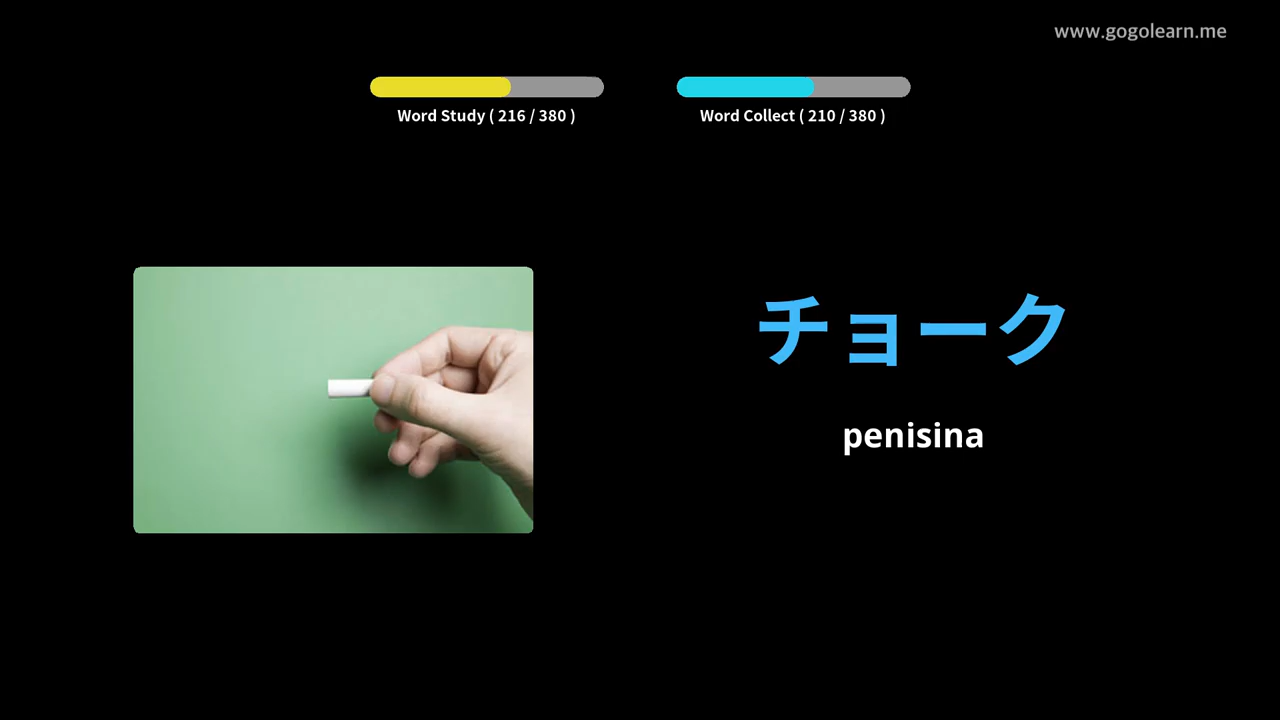 www.gogolearn.me
Word Study ( 216 / 380 )
Word Collect ( 210 / 380 )
チョーク
penisina